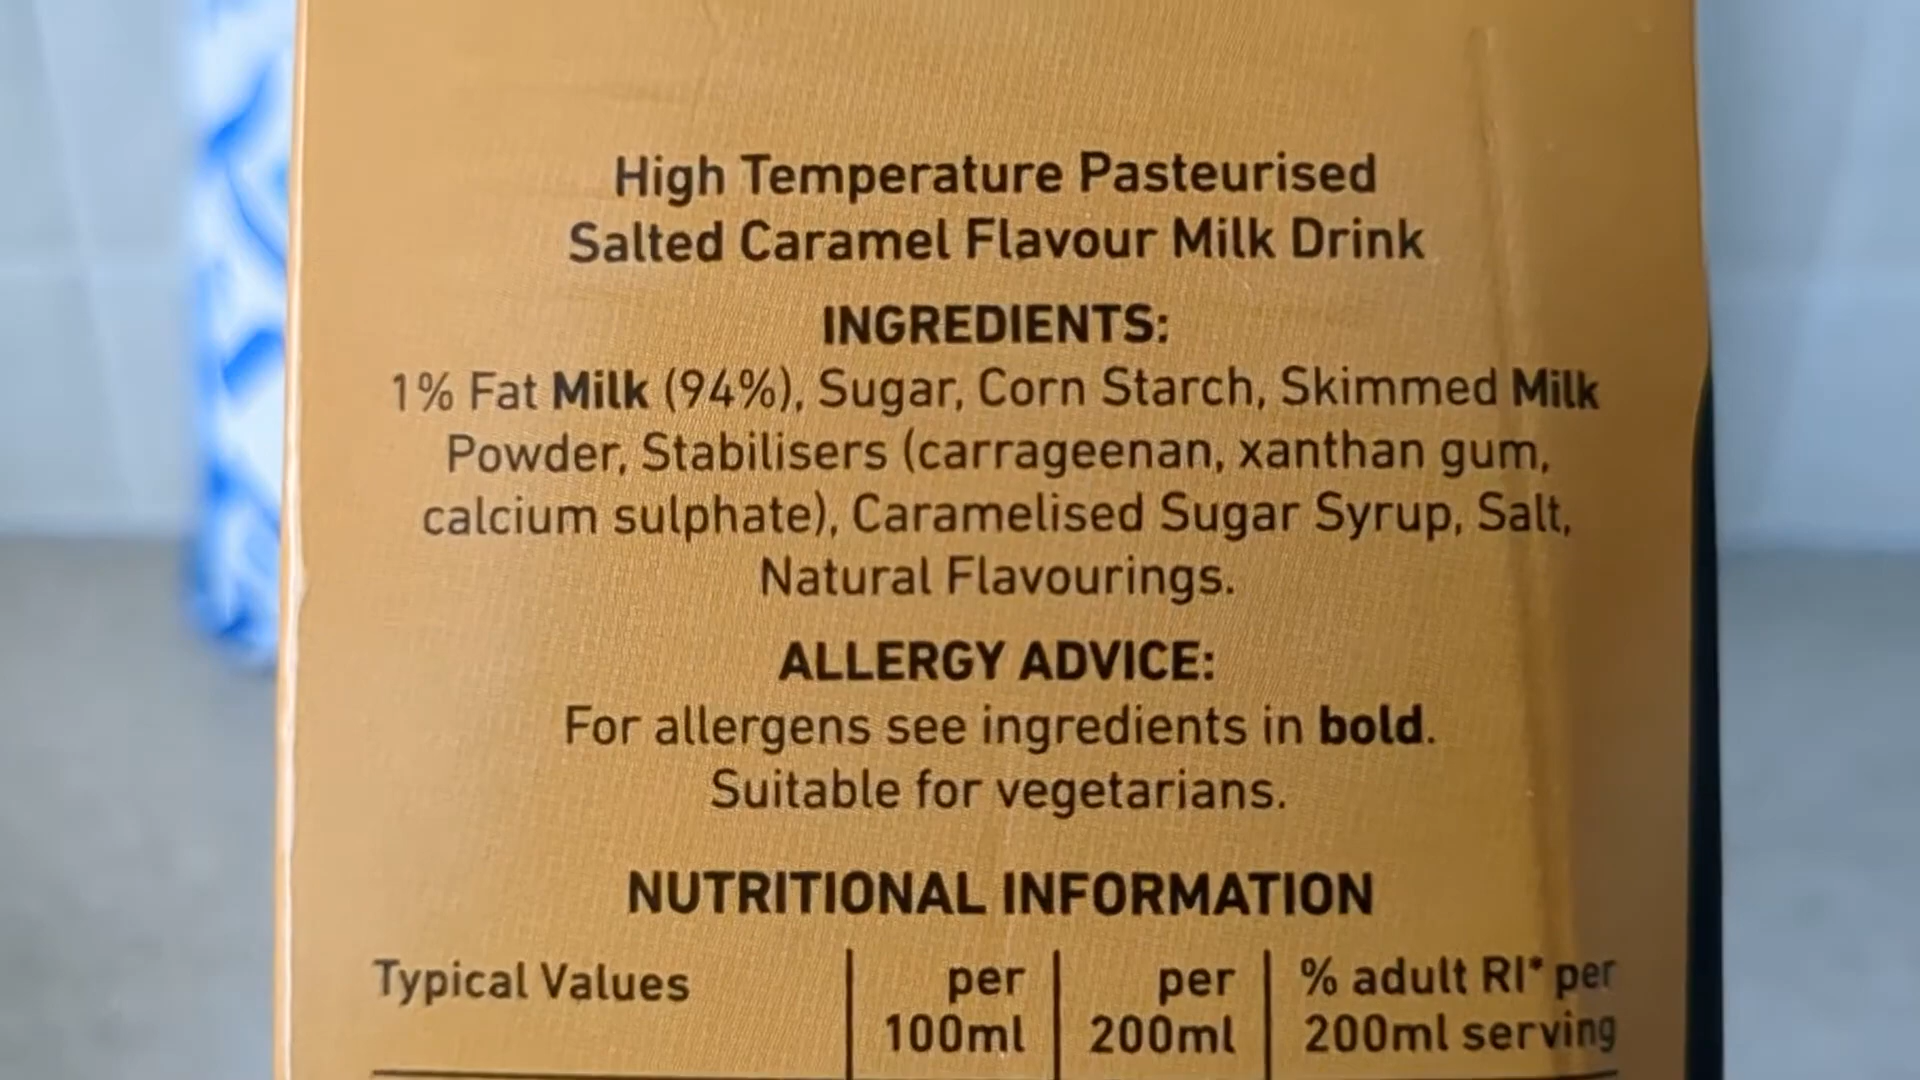 High Temperature Pasteurised
Salted Caramel Flavour Milk Drink
INGREDIENTS:
1% Fat Milk (94%), Sugar, Corn Starch, Skimmed Milk
Powder, Stabilisers (carrageenan, xanthan gum,
calcium sulphate), Caramelised Sugar Syrup, Salt,
Natural Flavourings.
ALLERGY ADVICE:
For allergens see ingredients in bold.
Suitable for vegetarians.
NUTRITIONAL INFORMATION
Typical Values per per % adult RI* per
100ml 200ml 200ml serving